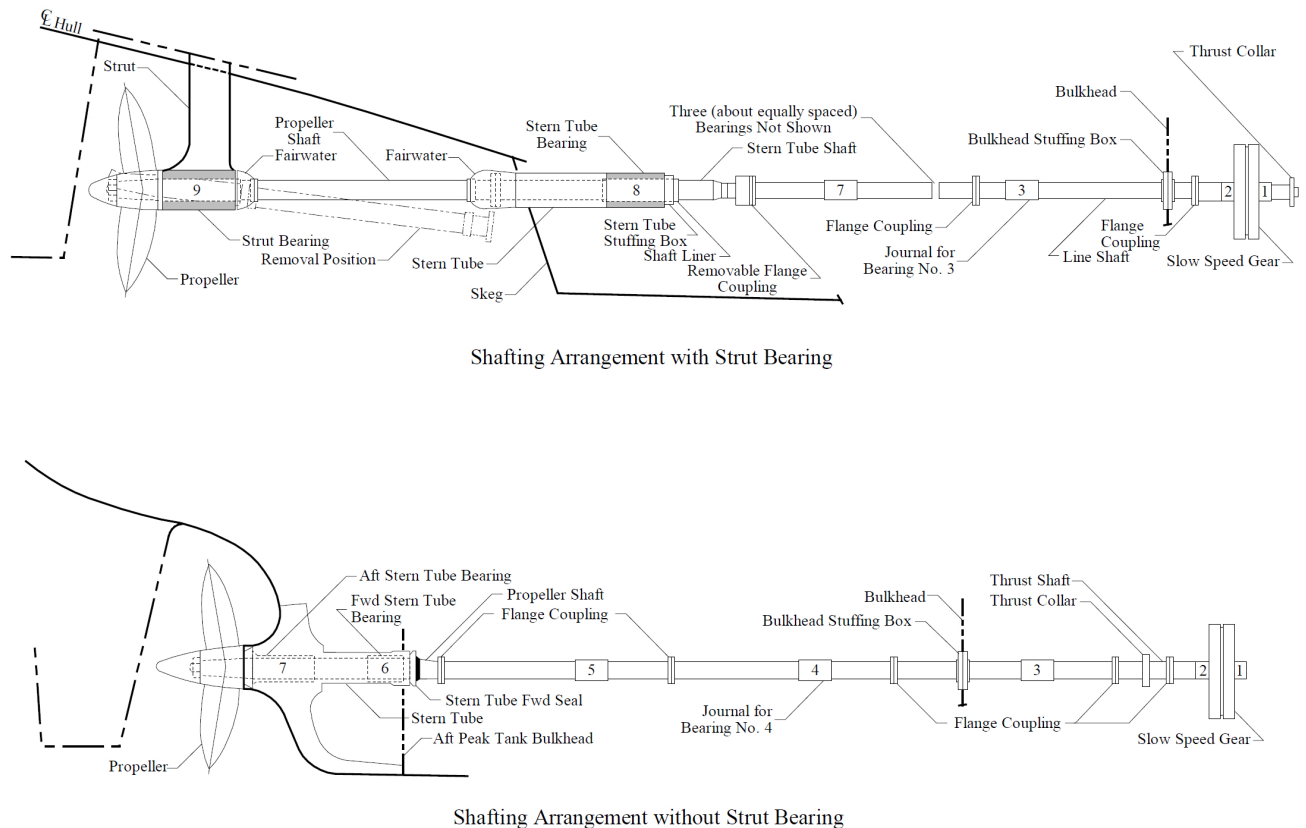 ℄ Hull
Strut
Propeller
Shaft
Fairwater
Fairwater
Stern Tube
Bearing
Three (about equally spaced)
Bearings Not Shown
Stern Tube Shaft
Bulkhead
Bulkhead Stuffing Box
Thrust Collar
9
8
7
3
2
1
Strut Bearing
Removal Position
Propeller
Stern Tube
Skeg
Stern Tube
Stuffing Box
Shaft Liner
Removable Flange
Coupling
Flange Coupling
Journal for
Bearing No. 3
Flange
Coupling
Line Shaft
Slow Speed Gear
Shafting Arrangement with Strut Bearing
Aft Stern Tube Bearing
Fwd Stern Tube
Bearing
Propeller Shaft
Flange Coupling
Bulkhead
Bulkhead Stuffing Box
Thrust Shaft
Thrust Collar
7
6
5
4
3
2
1
Stern Tube Fwd Seal
Stern Tube
Aft Peak Tank Bulkhead
Propeller
Journal for
Bearing No. 4
Flange Coupling
Slow Speed Gear
Shafting Arrangement without Strut Bearing